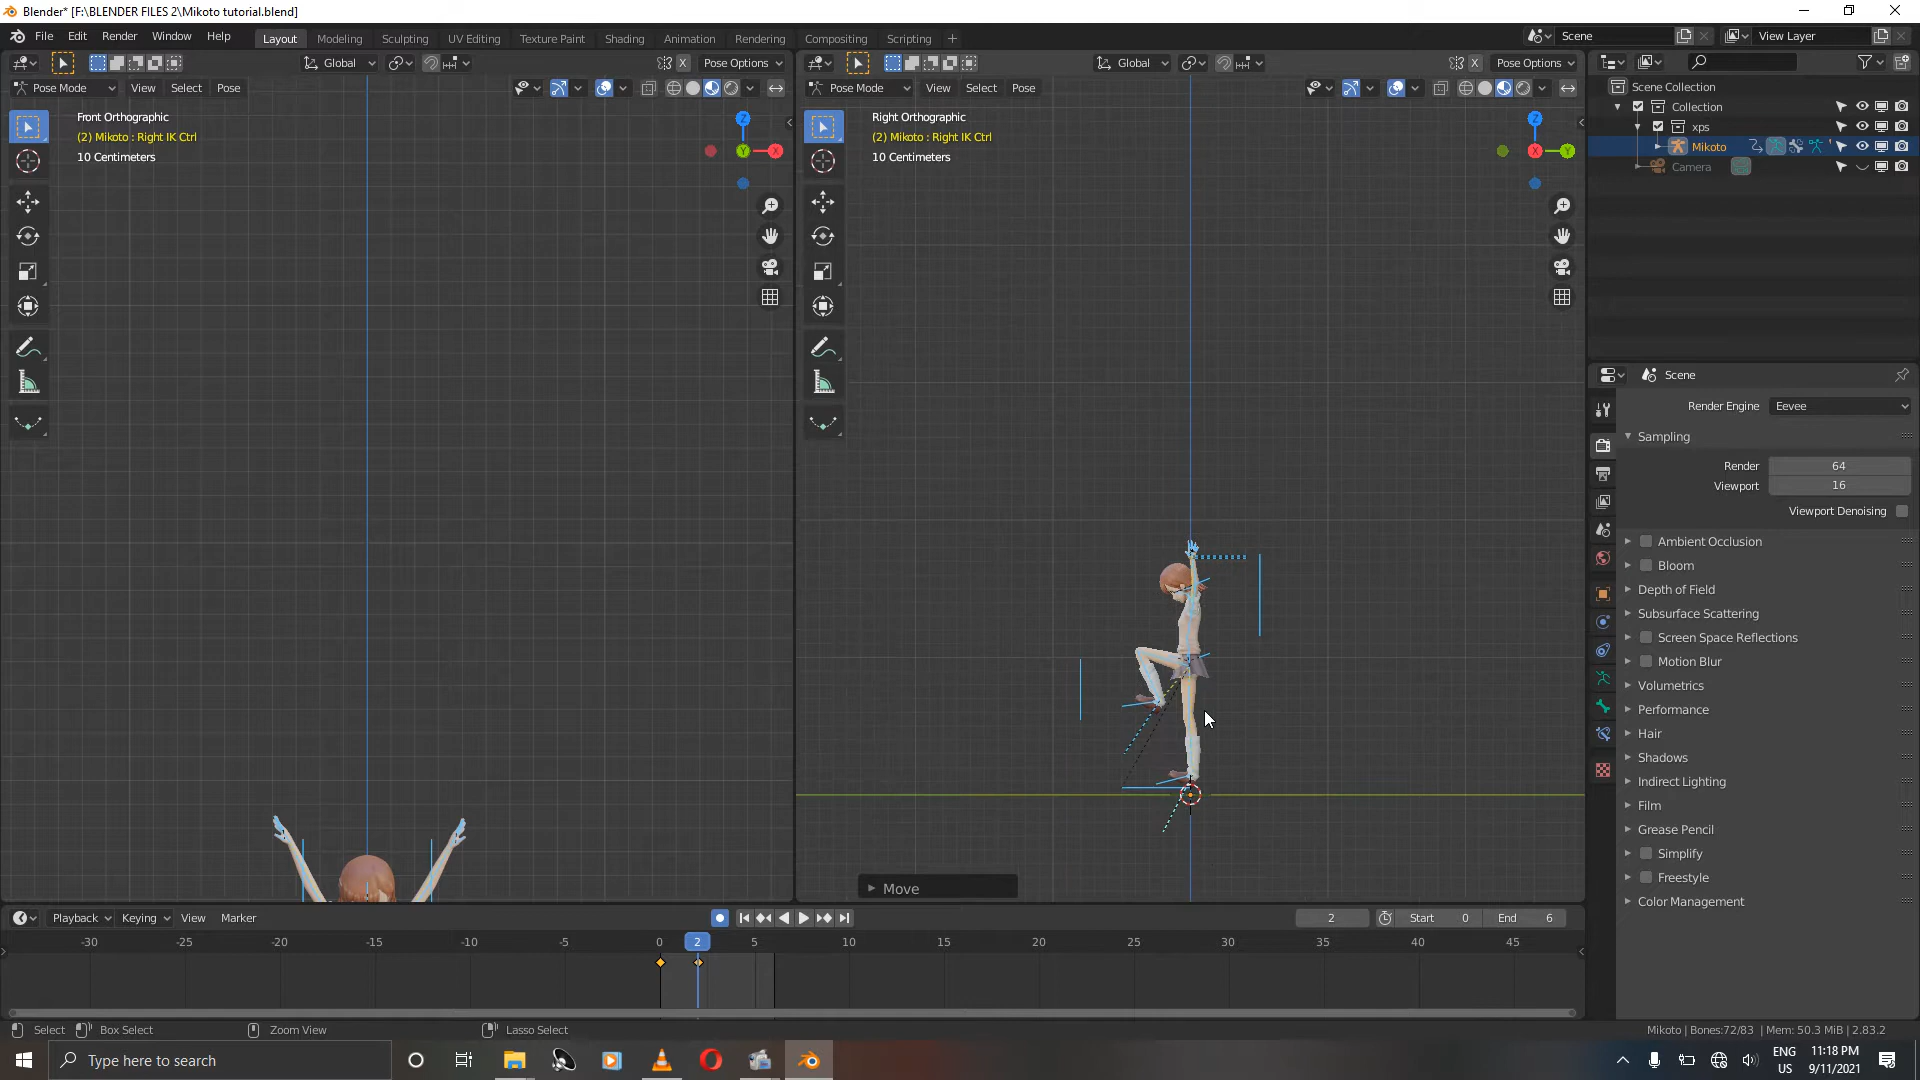 Blender* [F:\BLENDER FILES 2\Mikoto tutorial.blend]
File Edit Render Window Help
Layout Modeling Sculpting UV Editing Texture Paint Shading Animation Rendering Compositing Scripting
Scene
View Layer
Global
X
Pose Options
Global
X
Pose Options
Pose Mode View Select Pose
Pose Mode View Select Pose
Scene Collection
Collection
xps
Mikoto
Camera
Front Orthographic
(2) Mikoto : Right IK Ctrl
10 Centimeters
Z
Y
X
Right Orthographic
(2) Mikoto : Right IK Ctrl
10 Centimeters
Z
X
Y
Scene
Render Engine Eevee
Sampling
Render 64
Viewport 16
Viewport Denoising
Ambient Occlusion
Bloom
Depth of Field
Subsurface Scattering
Screen Space Reflections
Motion Blur
Volumetrics
Performance
Hair
Shadows
Indirect Lighting
Film
Grease Pencil
Simplify
Freestyle
Color Management
Move
Playback Keying View Marker
2
Start 0
End 6
-30 -25 -20 -15 -10 -5 0 2 5 10 15 20 25 30 35 40 45
Select Box Select Zoom View Lasso Select
Mikoto | Bones:72/83 | Mem: 50.3 MiB | 2.83.2
Type here to search
ENG
US
11:18 PM
9/11/2021